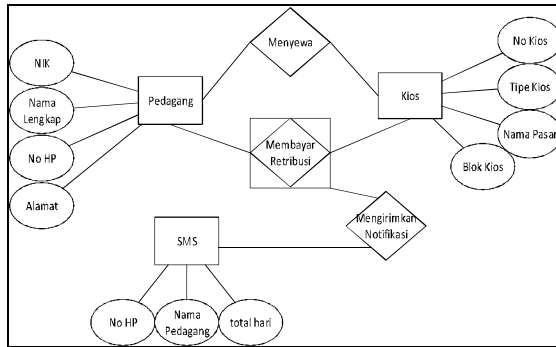 Menyewa
No Kios
NIK
Tipe Kios
Pedagang
Kios
Nama
Lengkap
Nama Pasar
Membayar
Retribusi
No HP
Blok Kios
Alamat
Mengirimkan
Notifikasi
SMS
No HP
Nama
Pedagang
total hari